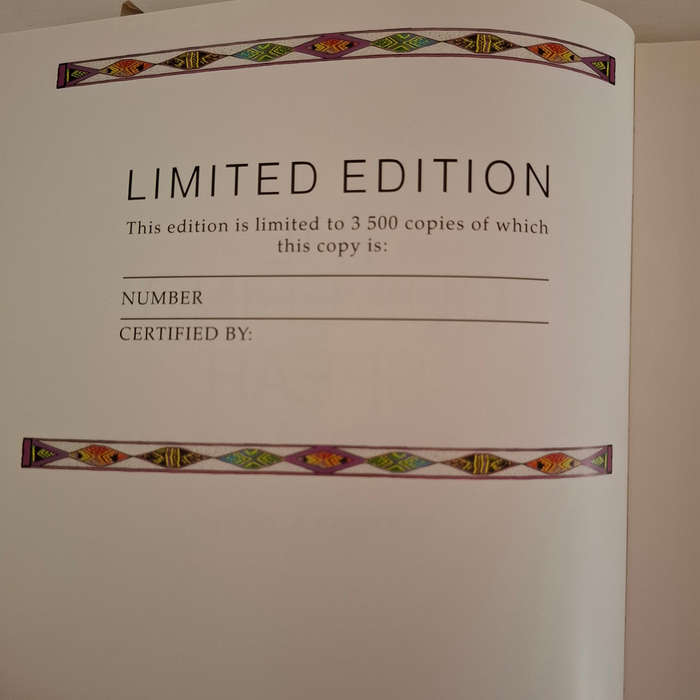 LIMITED EDITION
This edition is limited to 3 500 copies of which
this copy is:
NUMBER
CERTIFIED BY: